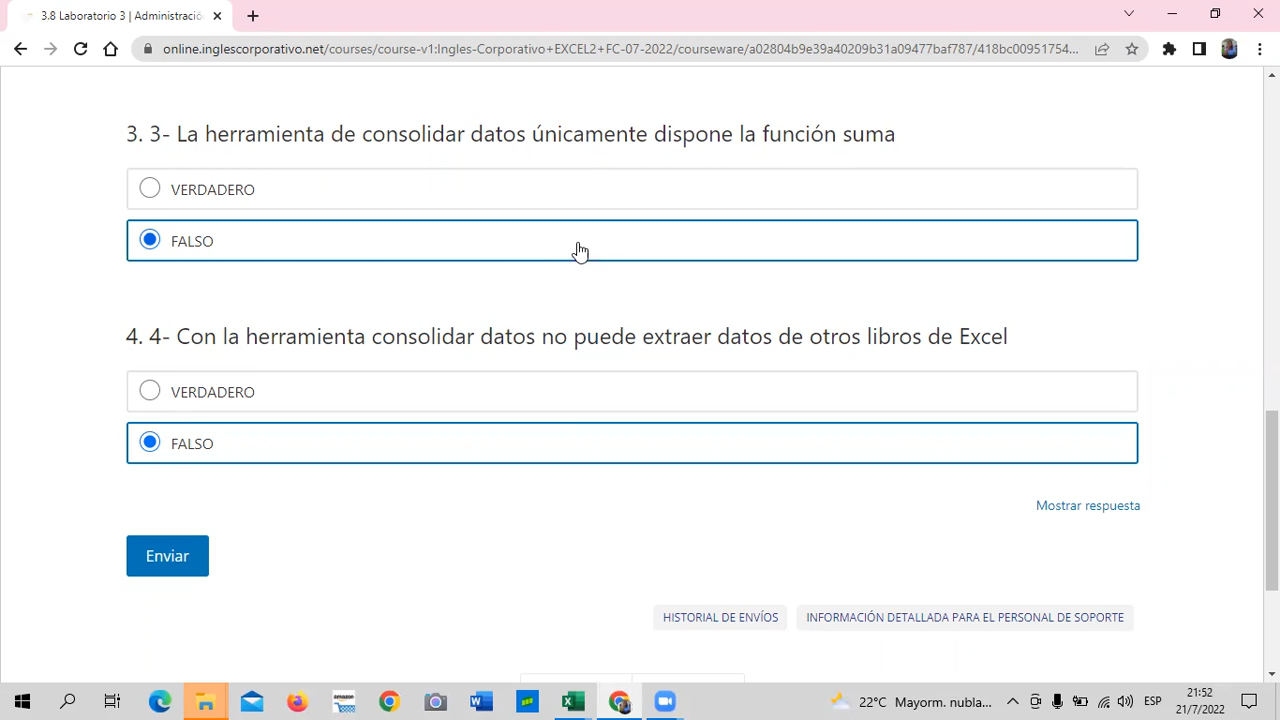 3.8 Laboratorio 3 | Administració
online.inglescorporativo.net/courses/course-v1:Ingles-Corporativo+EXCEL2+FC-07-2022/courseware/a02804b9e39a40209b31a09477baf787/418bc00951754...
3. 3- La herramienta de consolidar datos únicamente dispone la función suma
VERDADERO
FALSO
4. 4- Con la herramienta consolidar datos no puede extraer datos de otros libros de Excel
VERDADERO
FALSO
Mostrar respuesta
Enviar
HISTORIAL DE ENVÍOS
INFORMACIÓN DETALLADA PARA EL PERSONAL DE SOPORTE
22°C Mayorm. nubla...
ESP
21:52
21/7/2022